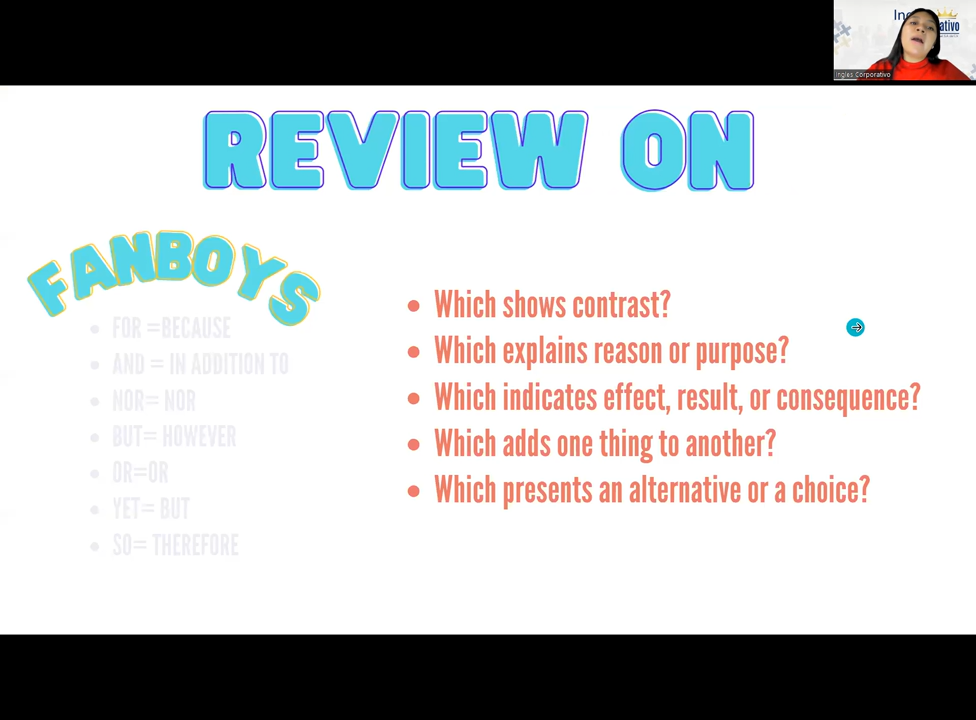 REVIEW ON
FANBOYS
FOR =BECAUSE
AND = IN ADDITION TO
NOR= NOR
BUT= HOWEVER
OR=OR
YET= BUT
SO= THEREFORE
Which shows contrast?
Which explains reason or purpose?
Which indicates effect, result, or consequence?
Which adds one thing to another?
Which presents an alternative or a choice?
Ingles Corporativo